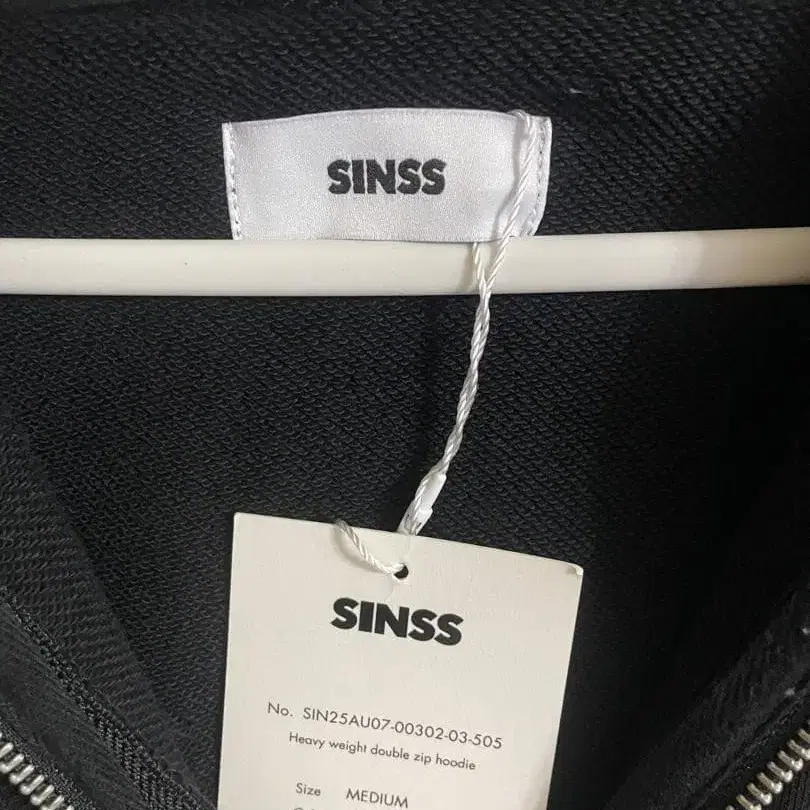 SINSS
SINSS
No. SIN25AU07-00302-03-505
Heavy weight double zip hoodie
Size MEDIUM